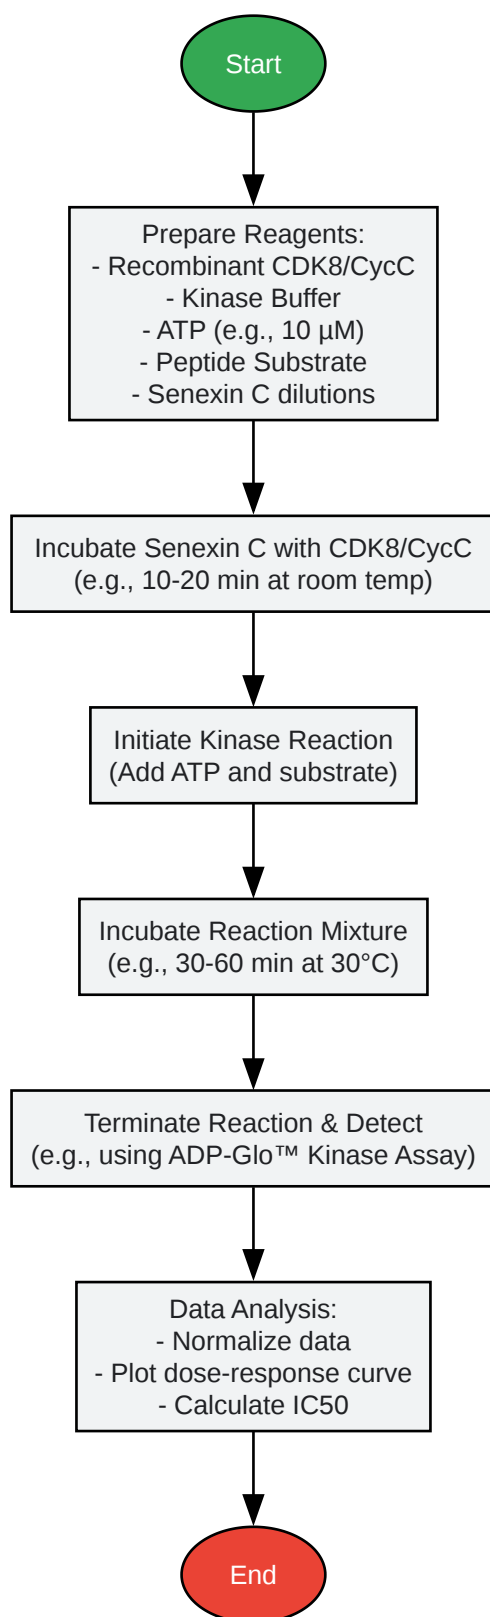 Start
Prepare Reagents:
- Recombinant CDK8/CycC
- Kinase Buffer
- ATP (e.g., 10 µM)
- Peptide Substrate
- Senexin C dilutions
Incubate Senexin C with CDK8/CycC
(e.g., 10-20 min at room temp)
Initiate Kinase Reaction
(Add ATP and substrate)
Incubate Reaction Mixture
(e.g., 30-60 min at 30°C)
Terminate Reaction & Detect
(e.g., using ADP-Glo™ Kinase Assay)
Data Analysis:
- Normalize data
- Plot dose-response curve
- Calculate IC50
End